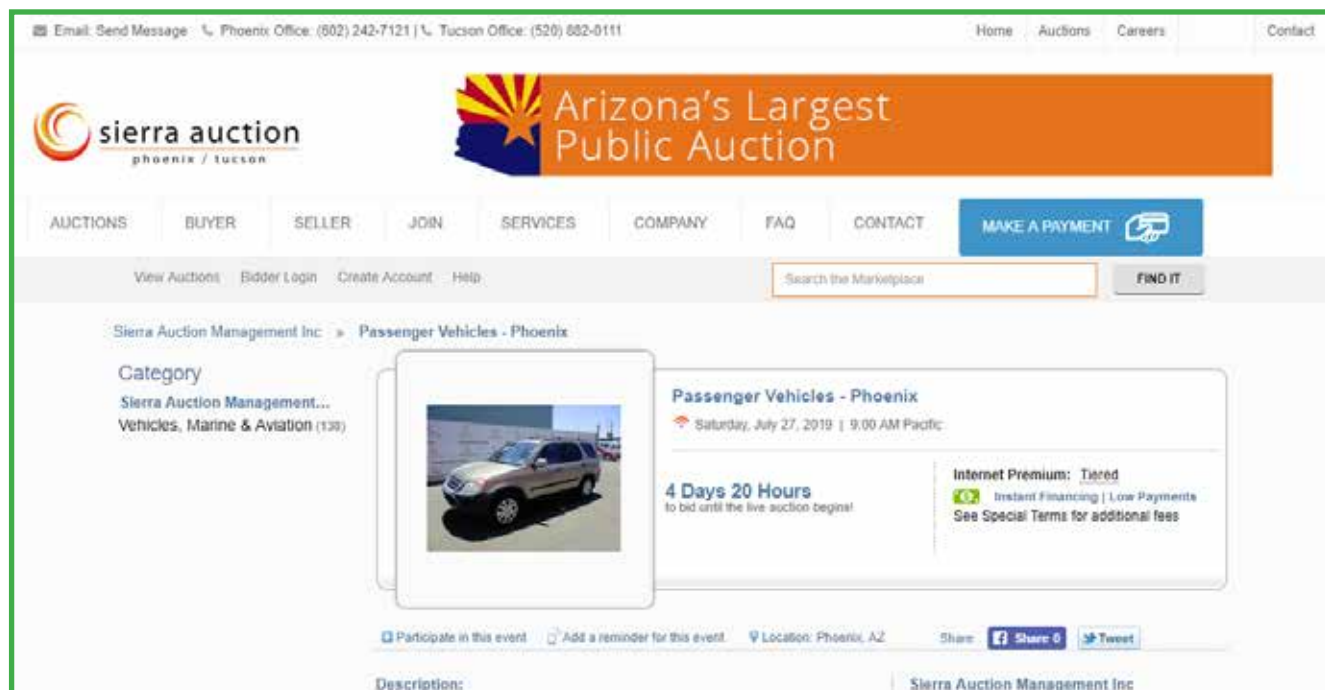 Email: Send Message Phoenix Office: (602) 242-7121 | Tucson Office: (520) 882-0111
Home Auctions Careers Contact
sierra auction
phoenix / tucson
Arizona's Largest
Public Auction
AUCTIONS BUYER SELLER JOIN SERVICES COMPANY FAQ CONTACT MAKE A PAYMENT
View Auctions Bidder Login Create Account Help Search the Marketplace FIND IT
Sierra Auction Management Inc » Passenger Vehicles - Phoenix
Category
Sierra Auction Management...
Vehicles, Marine & Aviation (138)
Passenger Vehicles - Phoenix
Saturday, July 27, 2019 | 9:00 AM Pacific
4 Days 20 Hours
to bid until the live auction begins!
Internet Premium: Tiered
Instant Financing | Low Payments
See Special Terms for additional fees
Participate in this event Add a reminder for this event Location: Phoenix, AZ Share Share 0 Tweet
Description: Sierra Auction Management Inc